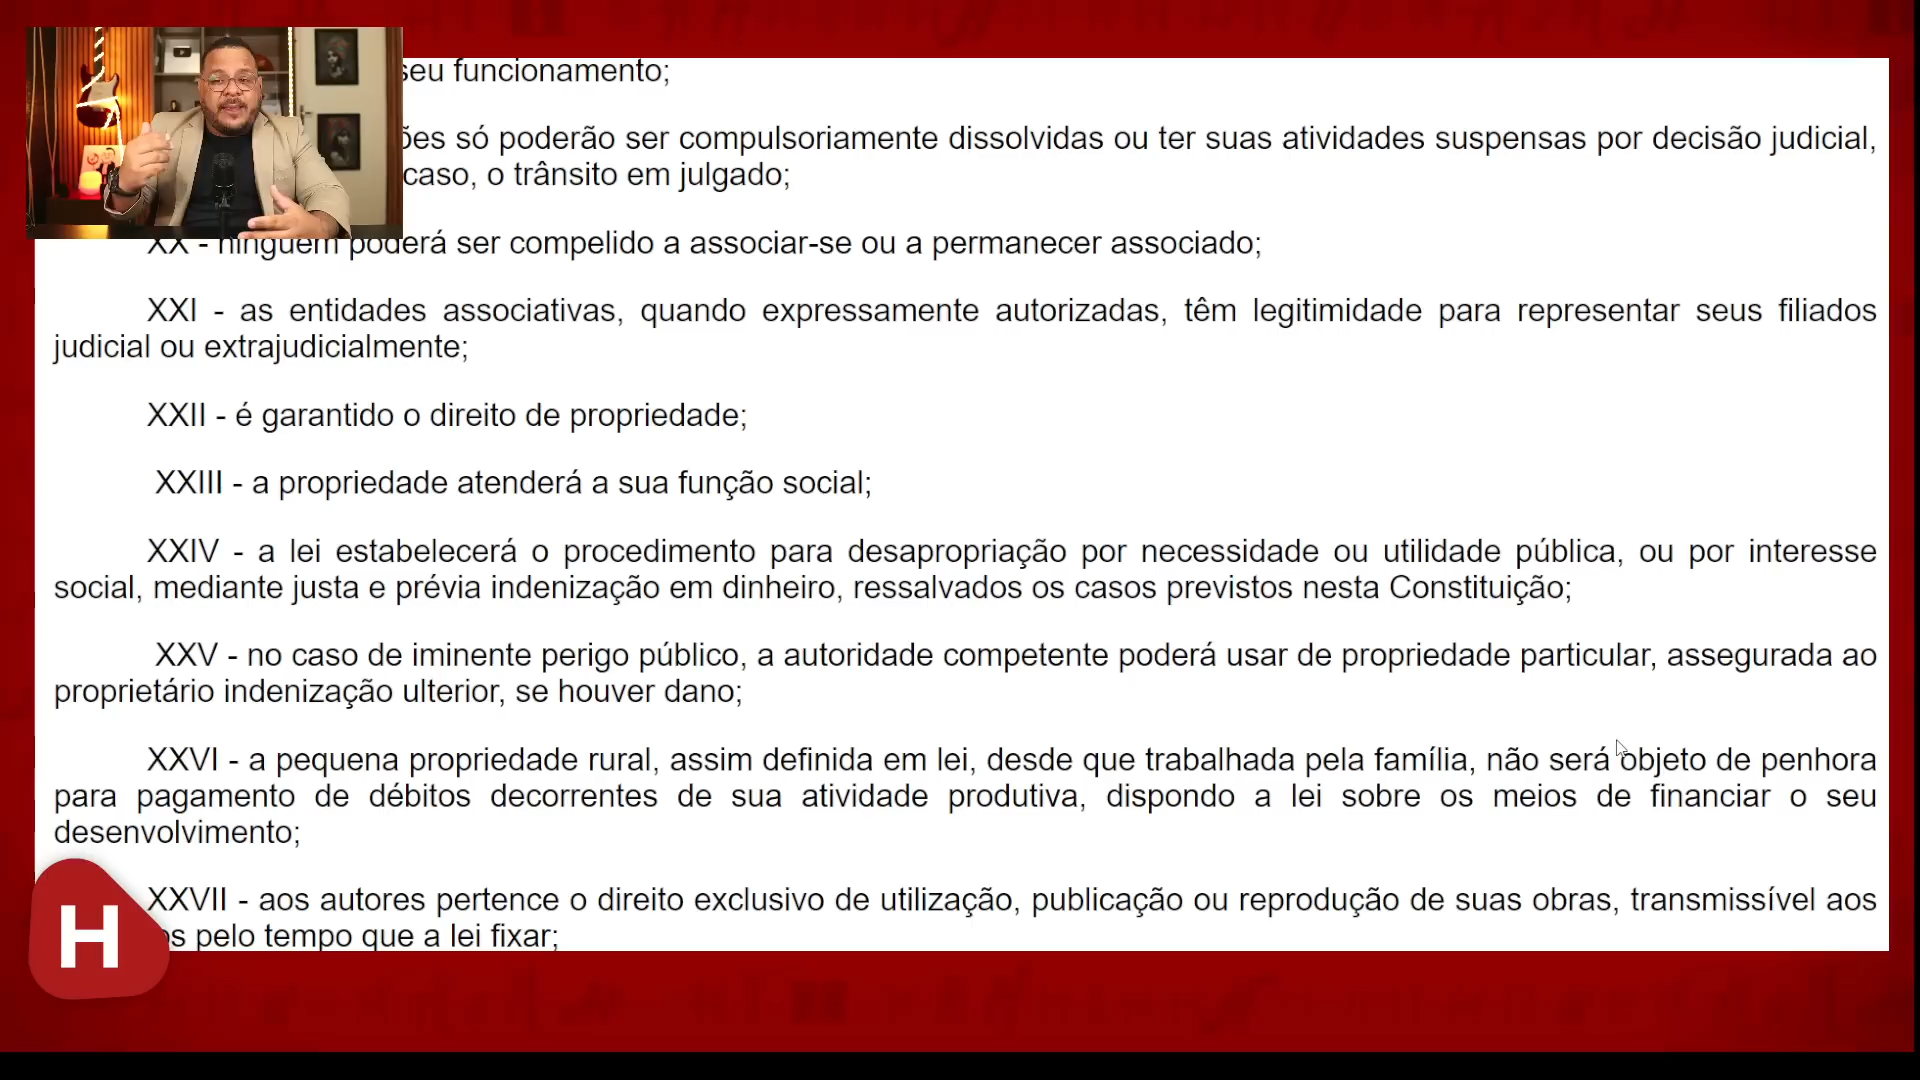 seu funcionamento;
só poderão ser compulsoriamente dissolvidas ou ter suas atividades suspensas por decisão judicial,
caso, o trânsito em julgado;
XX - ninguém poderá ser compelido a associar-se ou a permanecer associado;
XXI - as entidades associativas, quando expressamente autorizadas, têm legitimidade para representar seus filiados
judicial ou extrajudicialmente;
XXII - é garantido o direito de propriedade;
XXIII - a propriedade atenderá a sua função social;
XXIV - a lei estabelecerá o procedimento para desapropriação por necessidade ou utilidade pública, ou por interesse
social, mediante justa e prévia indenização em dinheiro, ressalvados os casos previstos nesta Constituição;
XXV - no caso de iminente perigo público, a autoridade competente poderá usar de propriedade particular, assegurada ao
proprietário indenização ulterior, se houver dano;
XXVI - a pequena propriedade rural, assim definida em lei, desde que trabalhada pela família, não será objeto de penhora
para pagamento de débitos decorrentes de sua atividade produtiva, dispondo a lei sobre os meios de financiar o seu
desenvolvimento;
XXVII - aos autores pertence o direito exclusivo de utilização, publicação ou reprodução de suas obras, transmissível aos
pelo tempo que a lei fixar;
H